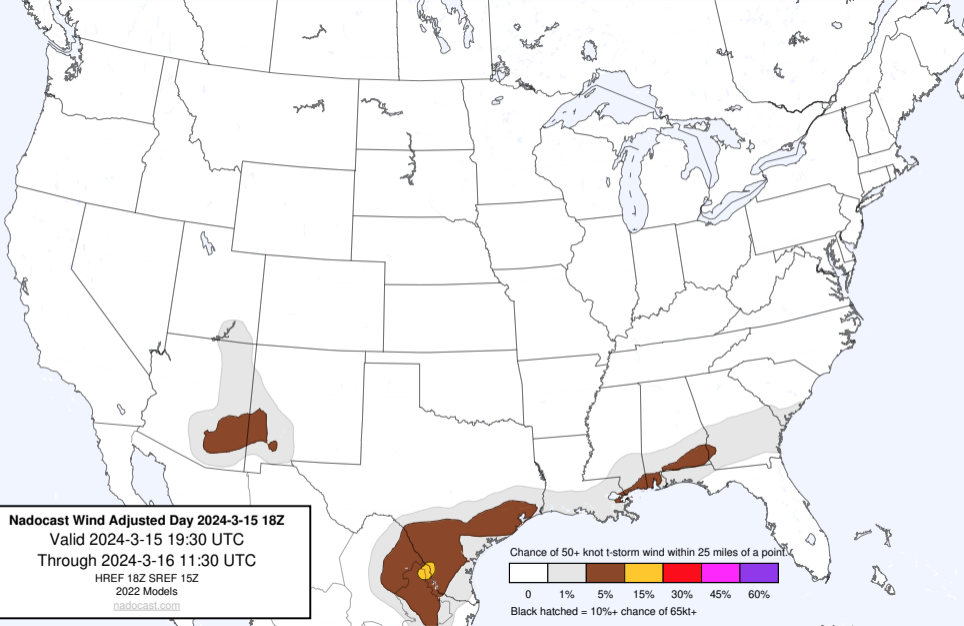 Nadocast Wind Adjusted Day 2024-3-15 18Z
Valid 2024-3-15 19:30 UTC
Through 2024-3-16 11:30 UTC
HREF 18Z SREF 15Z
2022 Models
nadocast.com
Chance of 50+ knot t-storm wind within 25 miles of a point.
0 1% 5% 15% 30% 45% 60%
Black hatched = 10%+ chance of 65kt+